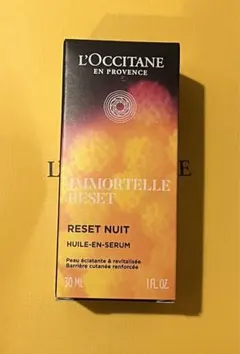 L'OCCITANE
EN PROVENCE
IMMORTELLE
RESET
RESET NUIT
HUILE-EN-SERUM
Peau éclatante & revitalisée
Barrière cutanée renforcée
30 ML
1 FL.OZ.